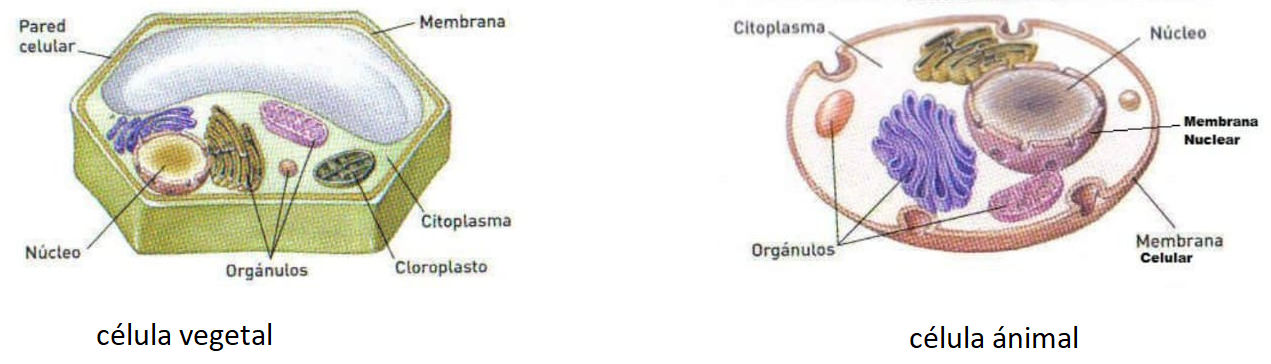 Pared
celular
Membrana
Núcleo
Orgánulos
Citoplasma
Cloroplasto
célula vegetal
Citoplasma
Núcleo
Membrana
Nuclear
Orgánulos
Membrana
Celular
célula ánimal